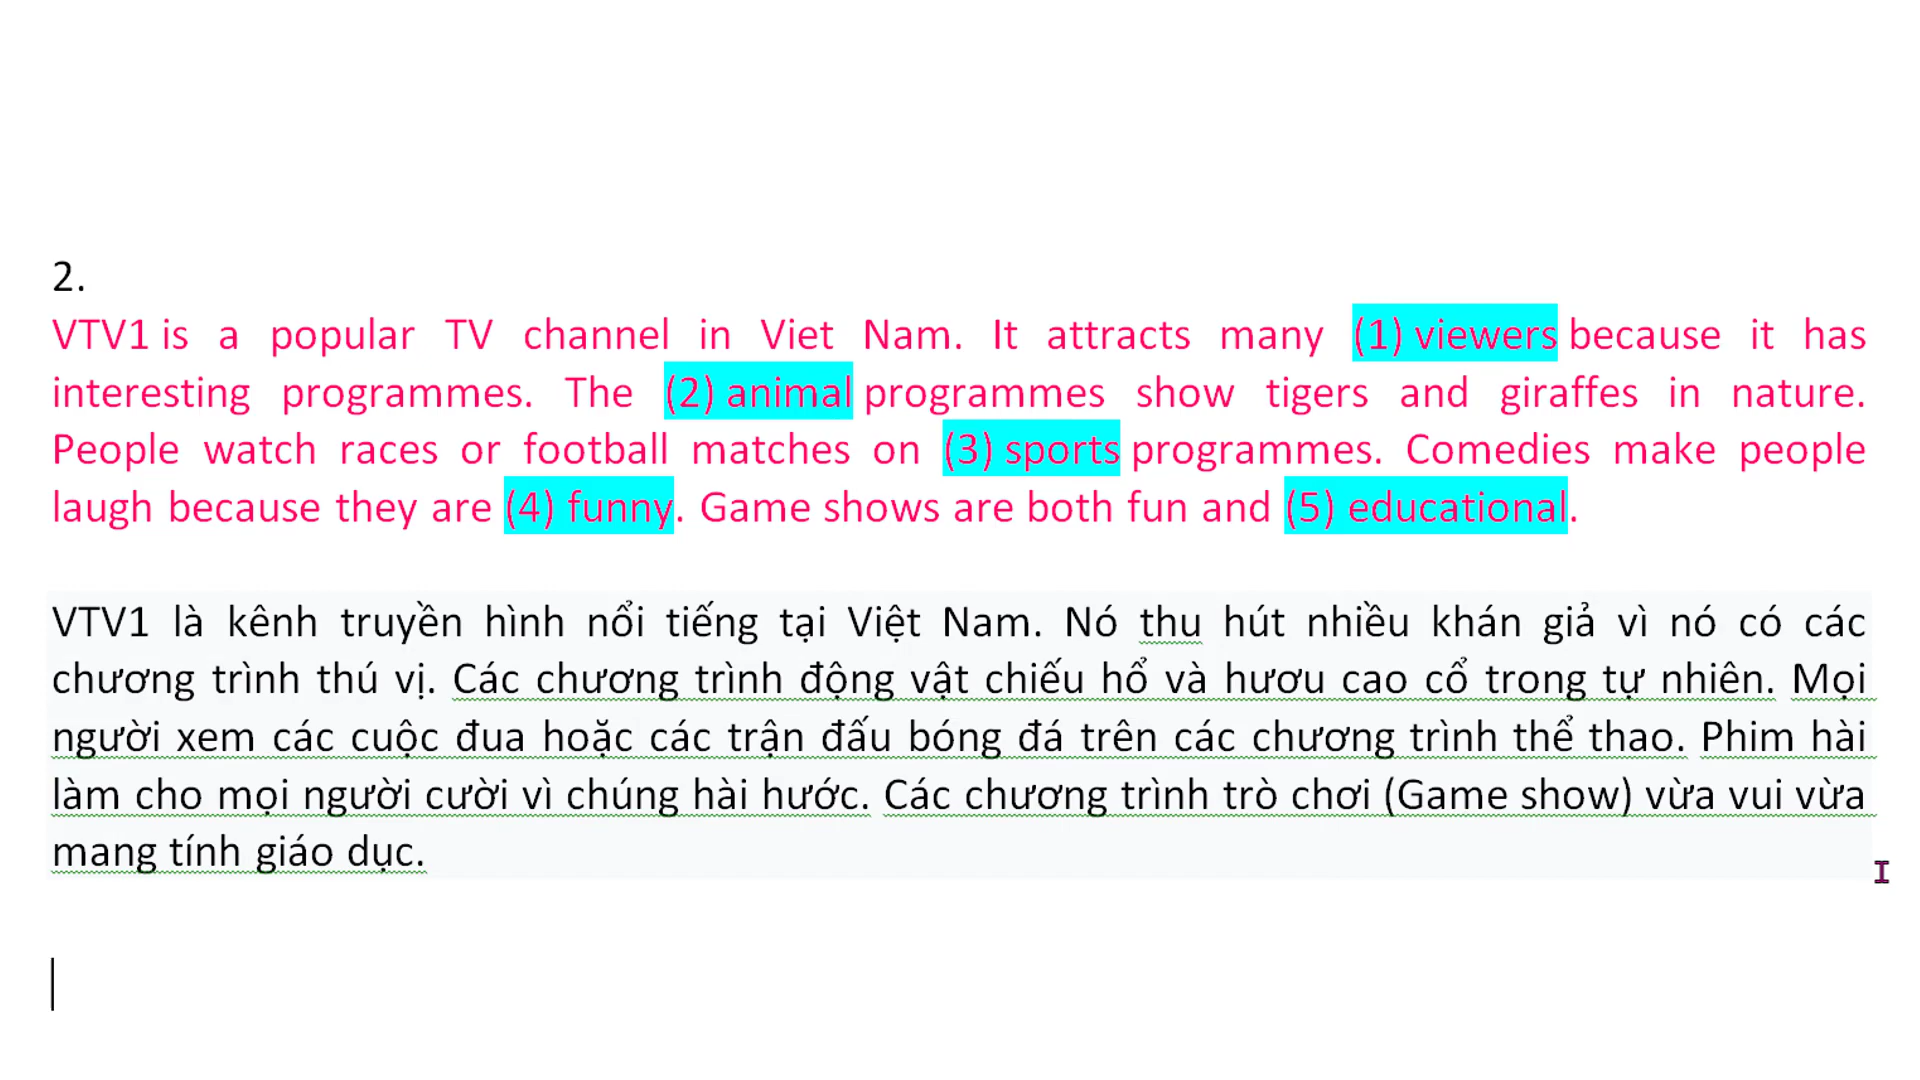 2.
VTV1 is a popular TV channel in Viet Nam. It attracts many (1) viewers because it has
interesting programmes. The (2) animal programmes show tigers and giraffes in nature.
People watch races or football matches on (3) sports programmes. Comedies make people
laugh because they are (4) funny. Game shows are both fun and (5) educational.
VTV1 là kênh truyền hình nổi tiếng tại Việt Nam. Nó thu hút nhiều khán giả vì nó có các
chương trình thú vị. Các chương trình động vật chiếu hổ và hươu cao cổ trong tự nhiên. Mọi
người xem các cuộc đua hoặc các trận đấu bóng đá trên các chương trình thể thao. Phim hài
làm cho mọi người cười vì chúng hài hước. Các chương trình trò chơi (Game show) vừa vui vừa
mang tính giáo dục.